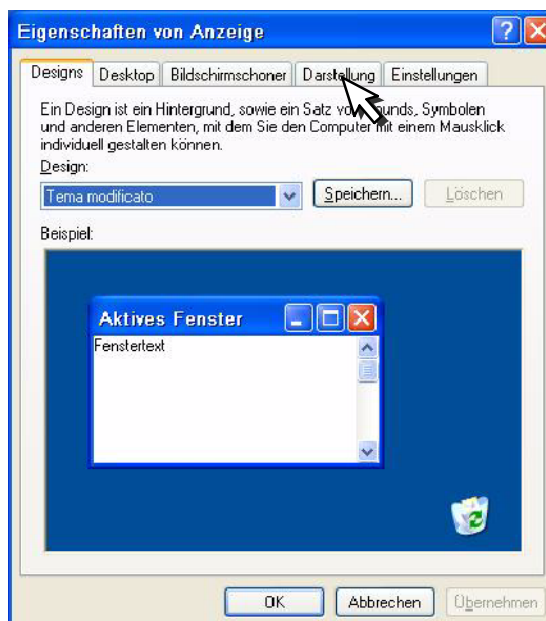 Eigenschaften von Anzeige
Designs Desktop Bildschirmschoner Darstellung Einstellungen
Ein Design ist ein Hintergrund, sowie ein Satz von unds, Symbolen
und anderen Elementen, mit dem Sie den Computer mit einem Mausklick
individuell gestalten können.
Design:
Tema modificato
Speichern... Löschen
Beispiel:
Aktives Fenster
Fenstertext
OK Abbrechen Übernehmen